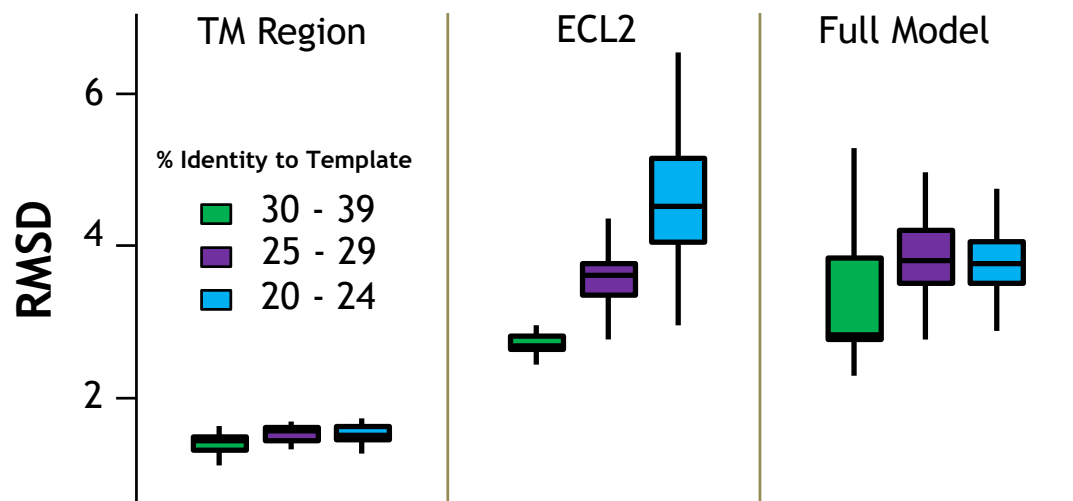 TM Region
ECL2
Full Model
6
% Identity to Template
30 - 39
25 - 29
20 - 24
4
2
RMSD